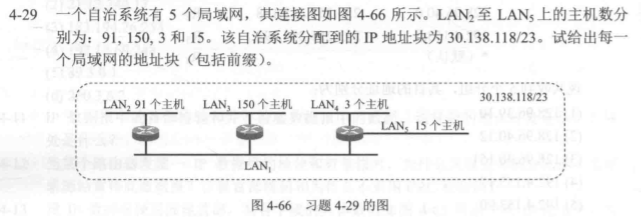 4-29 一个自治系统有 5 个局域网，其连接图如图 4-66 所示。LAN₂ 至 LAN₅ 上的主机数分
别为：91，150，3 和 15。该自治系统分配到的 IP 地址块为 30.138.118/23。试给出每一
个局域网的地址块（包括前缀）。
LAN₂ 91 个主机 LAN₃ 150 个主机 LAN₄ 3 个主机 30.138.118/23
LAN₅ 15 个主机
LAN₁
图 4-66 习题 4-29 的图